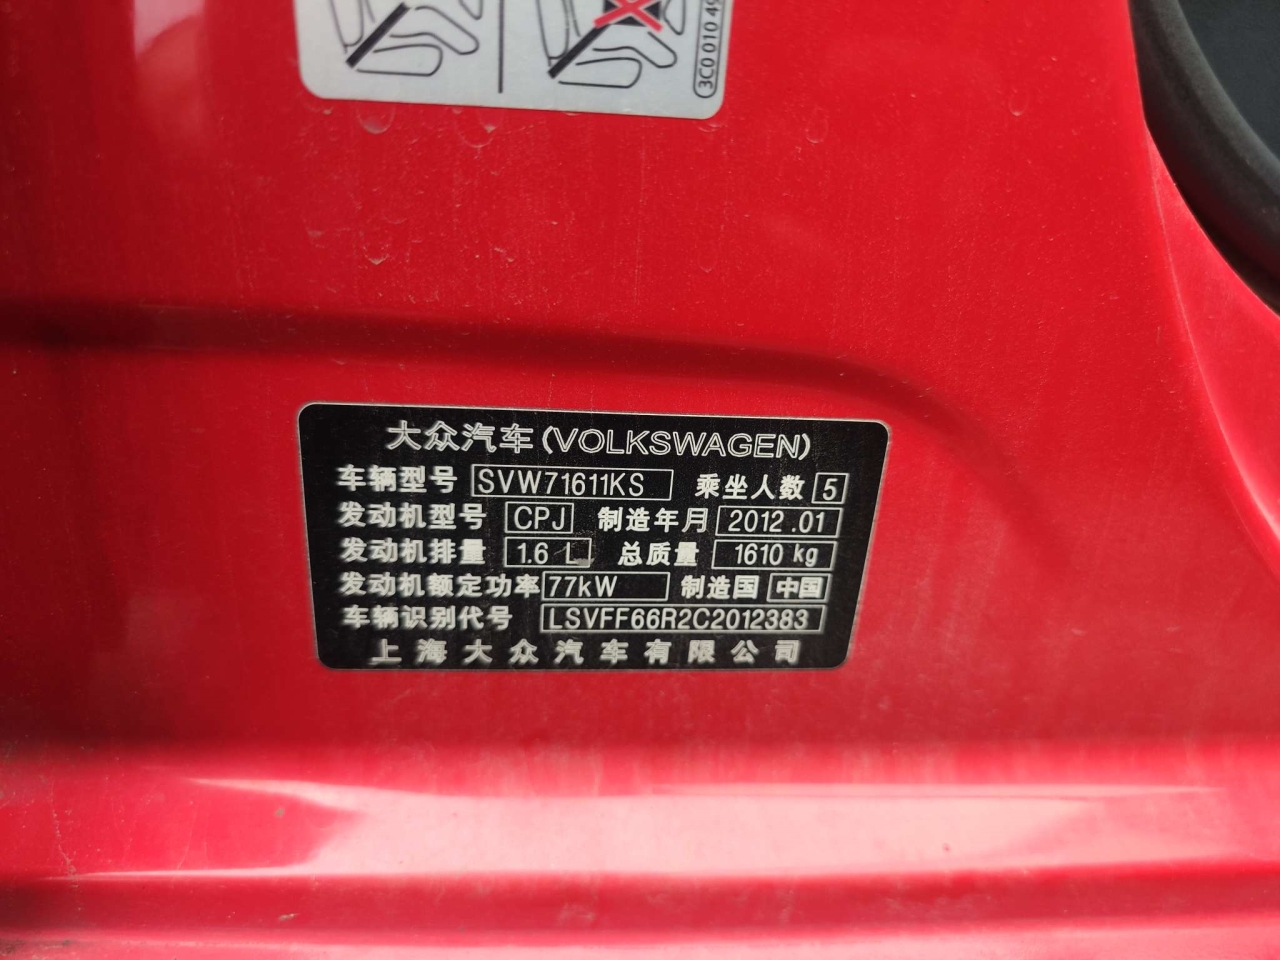 3C0 010 49
大众汽车(VOLKSWAGEN)
车辆型号 SVW71611KS 乘坐人数 5
发动机型号 CPJ 制造年月 2012.01
发动机排量 1.6 L 总质量 1610 kg
发动机额定功率 77kW 制造国 中国
车辆识别代号 LSVFF66R2C2012383
上海大众汽车有限公司